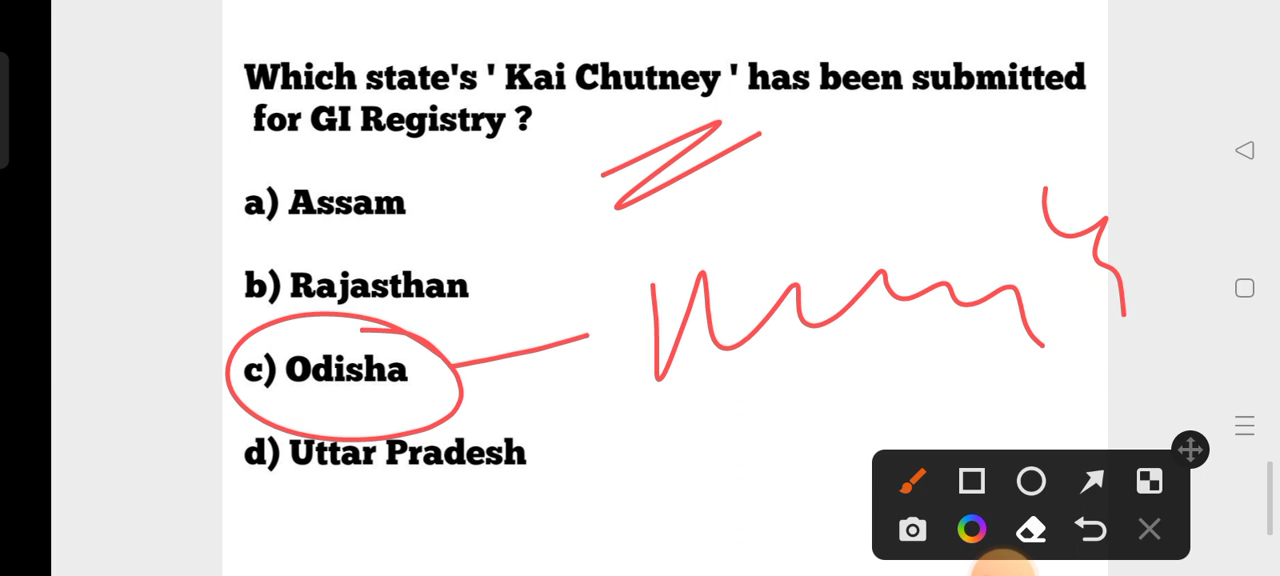 Which state's ' Kai Chutney ' has been submitted
for GI Registry ?
a) Assam
b) Rajasthan
c) Odisha
d) Uttar Pradesh